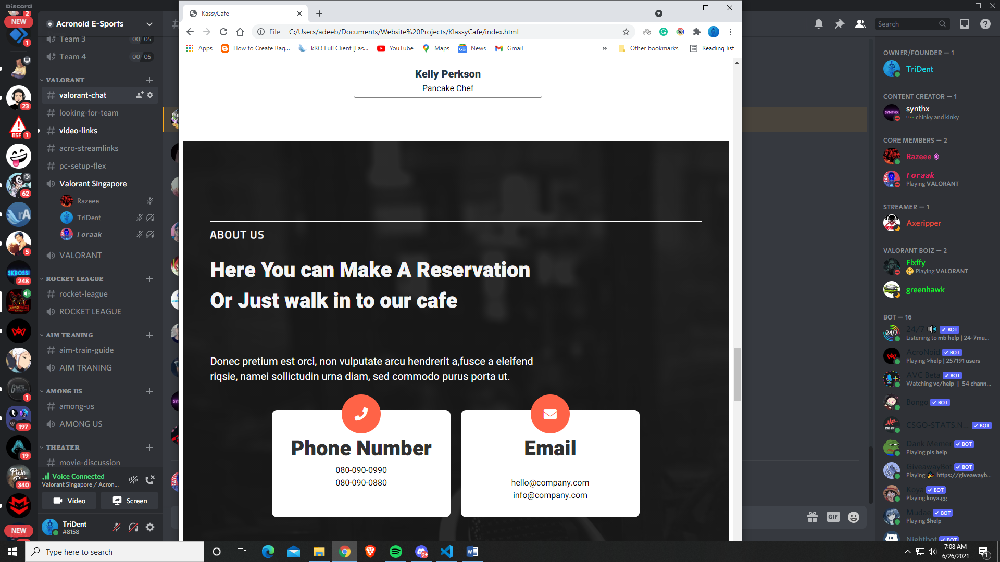 Discord
2
NEW
1
23
NSF
1
62
rA
5
SKROSSI
248
ACRONOID
GAMERS
1
197
19
Pixie
340
NEW
Acronoid E-Sports
Team 3
00 05
Team 4
00 05
VALORANT
valorant-chat
looking-for-team
video-links
acro-streamlinks
pc-setup-flex
Valorant Singapore
Razeee
TriDent
Foraak
VALORANT
ROCKET LEAGUE
rocket-league
ROCKET LEAGUE
AIM TRANING
aim-train-guide
AIM TRANING
AMONG US
among-us
AMONG US
THEATER
movie-discussion
Voice Connected
Valorant Singapore / Acron...
Video
Screen
TriDent
#8158
KassyCafe
File
C:/Users/adeeb/Documents/Website%20Projects/KlassyCafe/index.html
Apps
How to Create Rag...
kRO Full Client [Las...
YouTube
Maps
News
Gmail
»
Other bookmarks
Reading list
Kelly Perkson
Pancake Chef
ABOUT US
Here You can Make A Reservation
Or Just walk in to our cafe
Donec pretium est orci, non vulputate arcu hendrerit a,fusce a eleifend
riqsie, namei sollictudin urna diam, sed commodo purus porta ut.
Phone Number
080-090-0990
080-090-0880
Email
hello@company.com
info@company.com
Search
OWNER/FOUNDER — 1
TriDent
CONTENT CREATOR — 1
SYNTHX
synthx
chinky and kinky
CORE MEMBERS — 2
Razeee
Foraak
Playing VALORANT
STREAMER — 1
Axeripper
VALORANT BOIZ — 2
Flxffy
Playing VALORANT
greenhawk
BOT — 16
24/7
24/7
BOT
Listening to mb help | 24-7mu...
AcroNoid
BOT
Playing >help | 257191 users
AVC Beta
BOT
Watching vc/help | 54 chann...
Bongo
BOT
CSGO-STATS.N...
BOT
Dank Memer
BOT
Playing pls help
GiveawayBot
BOT
Playing https://giveawayb...
Koya
BOT
Playing koya.gg
Mudae
BOT
Playing $help
Nightbot
BOT
GIF
Type here to search
9+
7:08 AM
6/26/2021
1